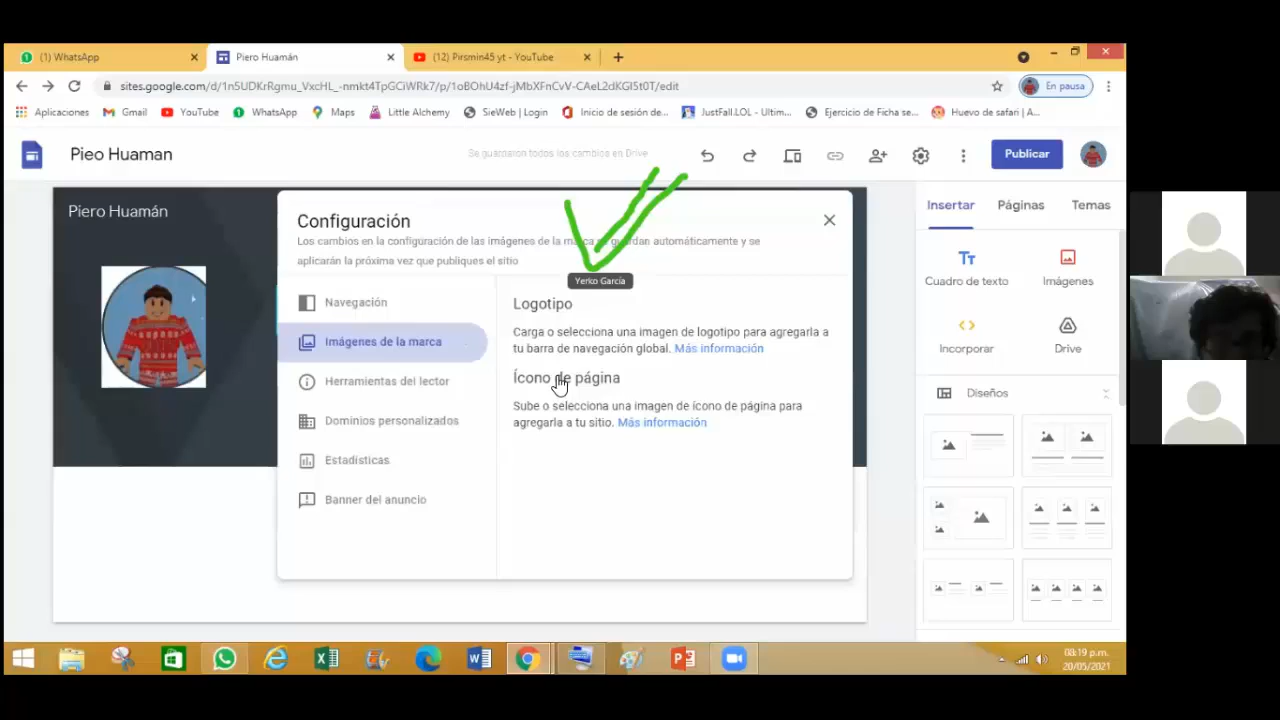 (1) WhatsApp
Piero Huamán
(12) Pirsmin45 yt - YouTube
sites.google.com/d/1n5UDKrRgmu_VxcHL_-nmkt4TpGCiWRk7/p/1oBOhU4zf-jMbXFnCvV-CAeL2dKGI5t0T/edit
En pausa
Aplicaciones
Gmail
YouTube
WhatsApp
Maps
Little Alchemy
SieWeb | Login
Inicio de sesión de...
JustFall.LOL - Ultim...
Ejercicio de Ficha se...
Huevo de safari | A...
Pieo Huaman
Se guardaron todos los cambios en Drive
Publicar
Piero Huamán
Configuración
Los cambios en la configuración de las imágenes de la marca se guardan automáticamente y se
aplicarán la próxima vez que publiques el sitio
Yerko García
Navegación
Imágenes de la marca
Herramientas del lector
Dominios personalizados
Estadísticas
Banner del anuncio
Logotipo
Carga o selecciona una imagen de logotipo para agregarla a
tu barra de navegación global. Más información
Ícono de página
Sube o selecciona una imagen de ícono de página para
agregarla a tu sitio. Más información
Insertar
Páginas
Temas
Tт
Cuadro de texto
Imágenes
Incorporar
Drive
Diseños
08:19 p.m.
20/05/2021